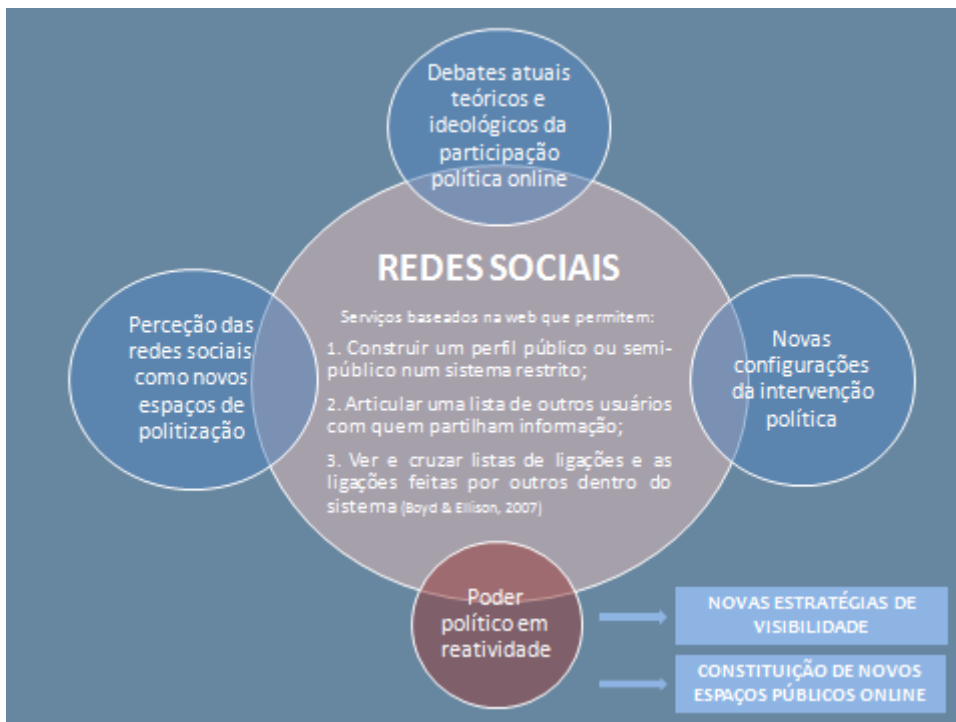 Debates atuais
teóricos e
ideológicos da
participação
política online
REDES SOCIAIS
Serviços baseados na web que permitem:
1. Construir um perfil público ou semi-
público num sistema restrito;
2. Articular uma lista de outros usuários
com quem partilham informação;
3. Ver e cruzar listas de ligações e as
ligações feitas por outros dentro do
sistema (Boyd & Ellison, 2007)
Perceção das
redes sociais
como novos
espaços de
politização
Novas
configurações
da intervenção
política
Poder
político em
reatividade
NOVAS ESTRATÉGIAS DE
VISIBILIDADE
CONSTITUIÇÃO DE NOVOS
ESPAÇOS PÚBLICOS ONLINE